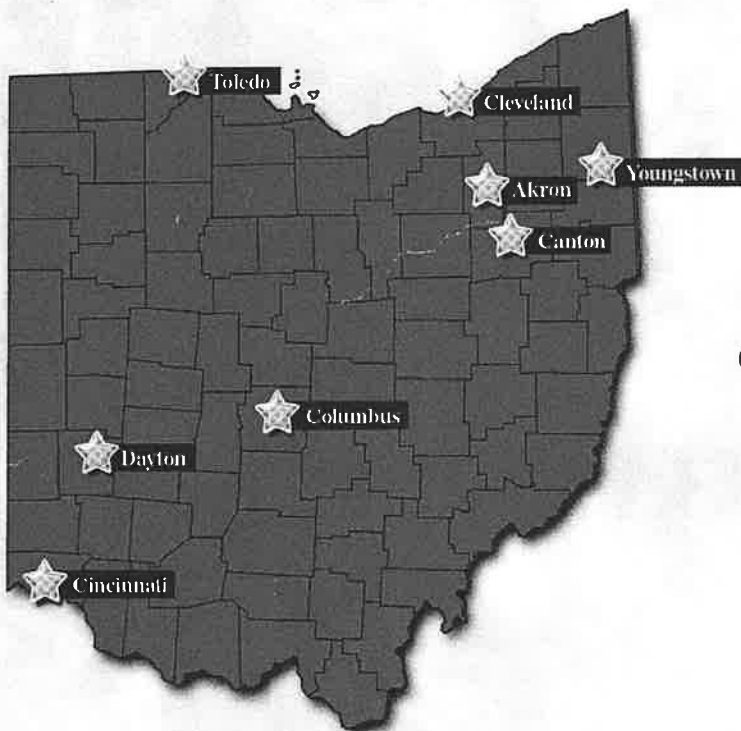 Toledo
Cleveland
Youngstown
Akron
Canton
Columbus
Dayton
Cincinnati